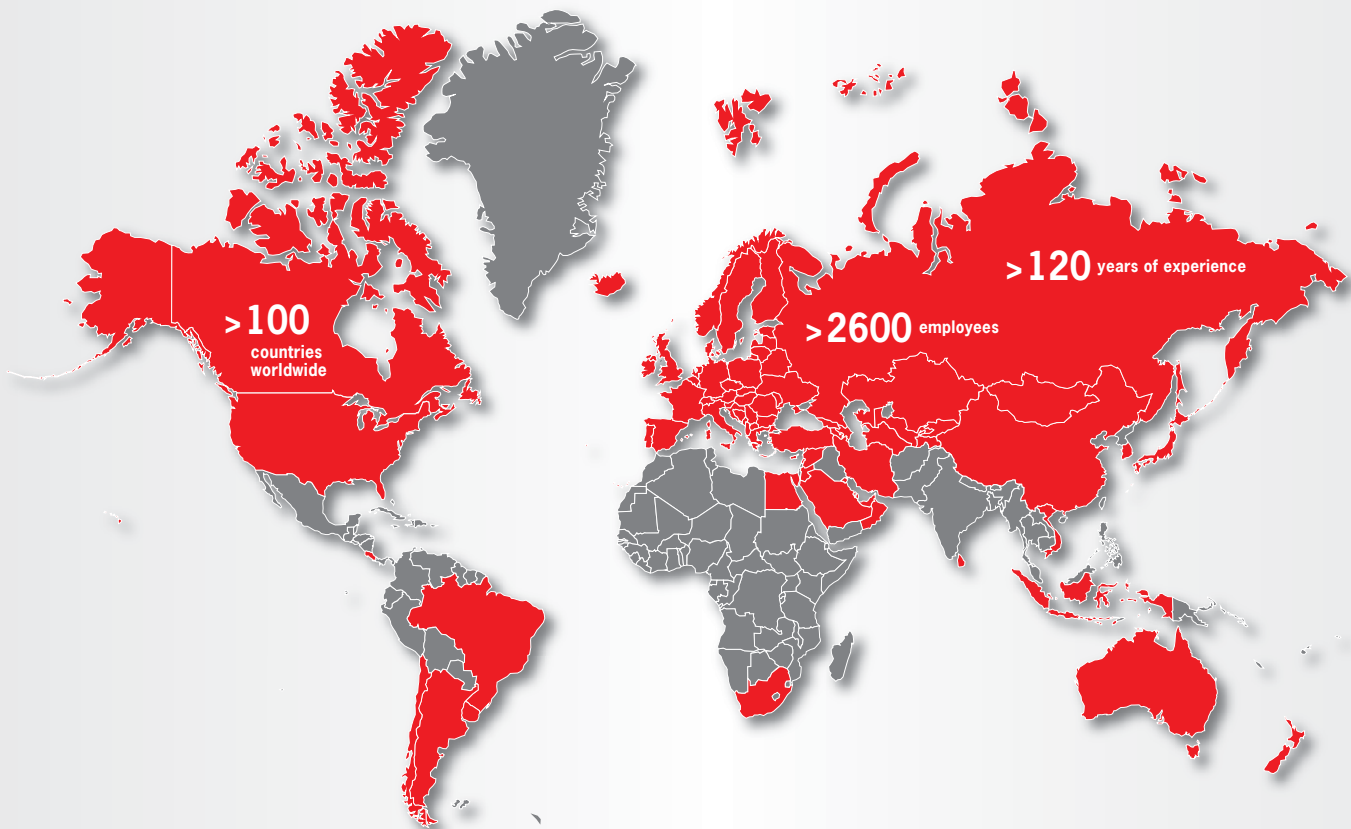 >100
countries
worldwide
>2600 employees
>120 years of experience